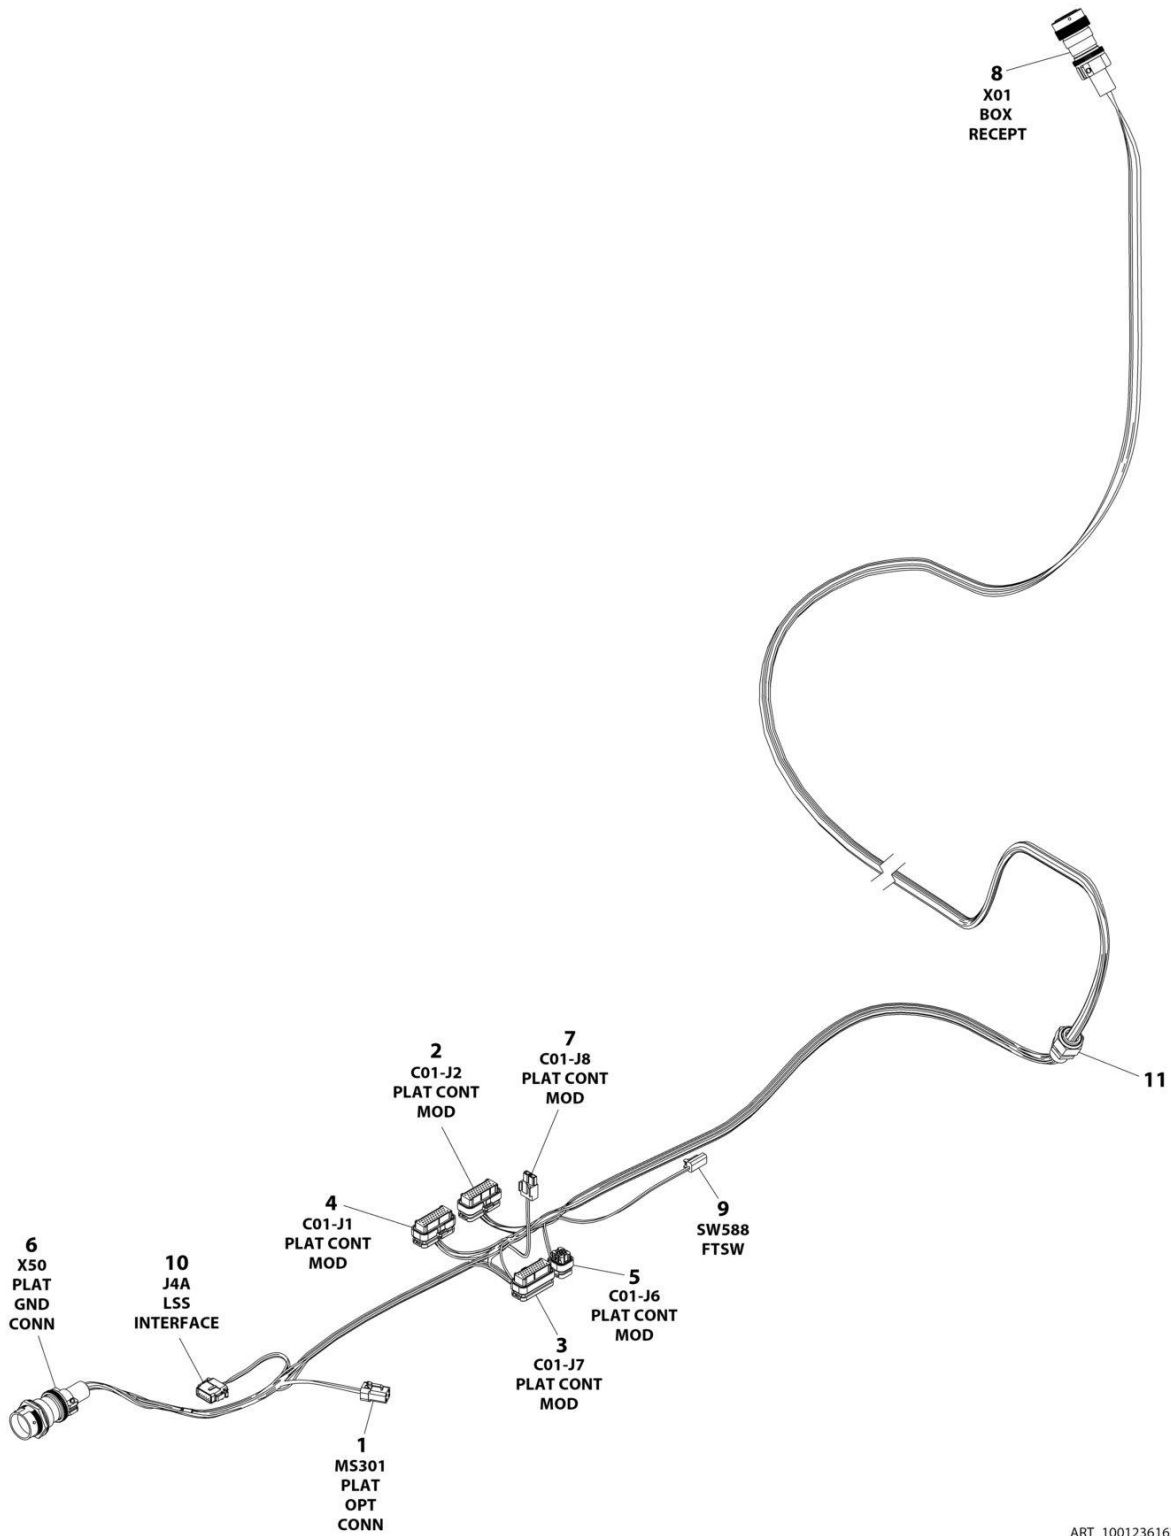 8
X01
BOX
RECEPT
2
C01-J2
PLAT CONT
MOD
7
C01-J8
PLAT CONT
MOD
11
4
C01-J1
PLAT CONT
MOD
9
SW588
FTSW
6
X50
PLAT
GND
CONN
10
J4A
LSS
INTERFACE
5
C01-J6
PLAT CONT
MOD
3
C01-J7
PLAT CONT
MOD
1
MS301
PLAT
OPT
CONN
ART_100123616